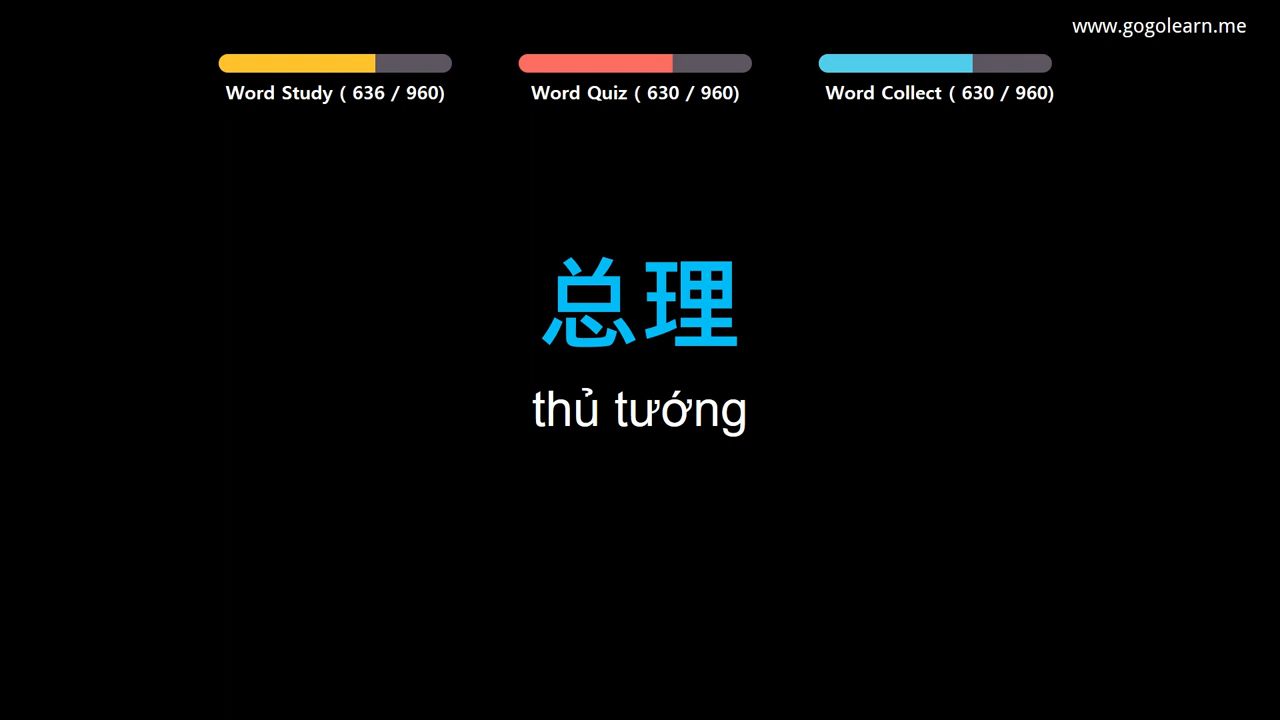 www.gogolearn.me
Word Study ( 636 / 960)
Word Quiz ( 630 / 960)
Word Collect ( 630 / 960)
总理
thủ tướng